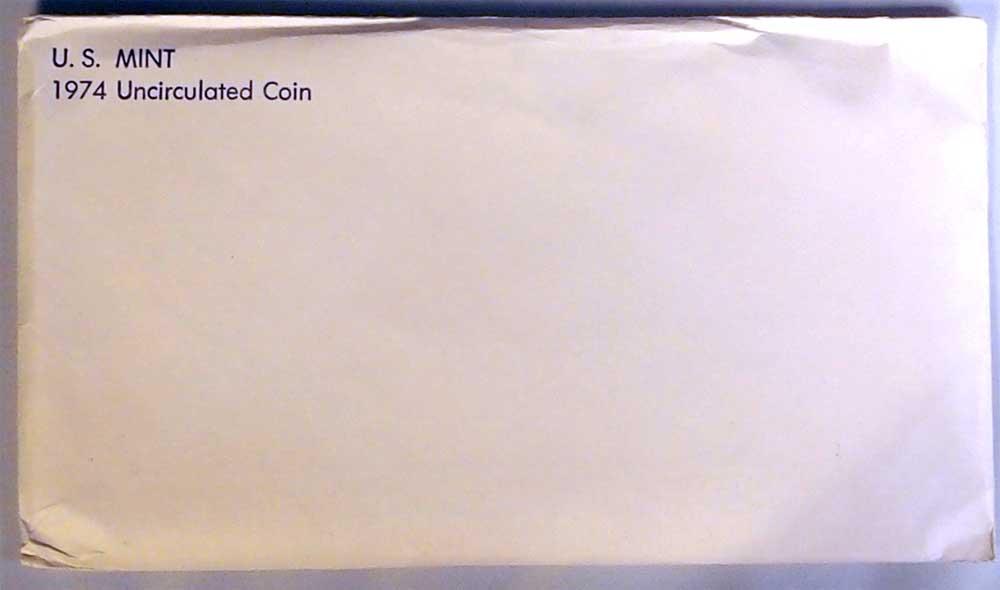 U. S. MINT
1974 Uncirculated Coin